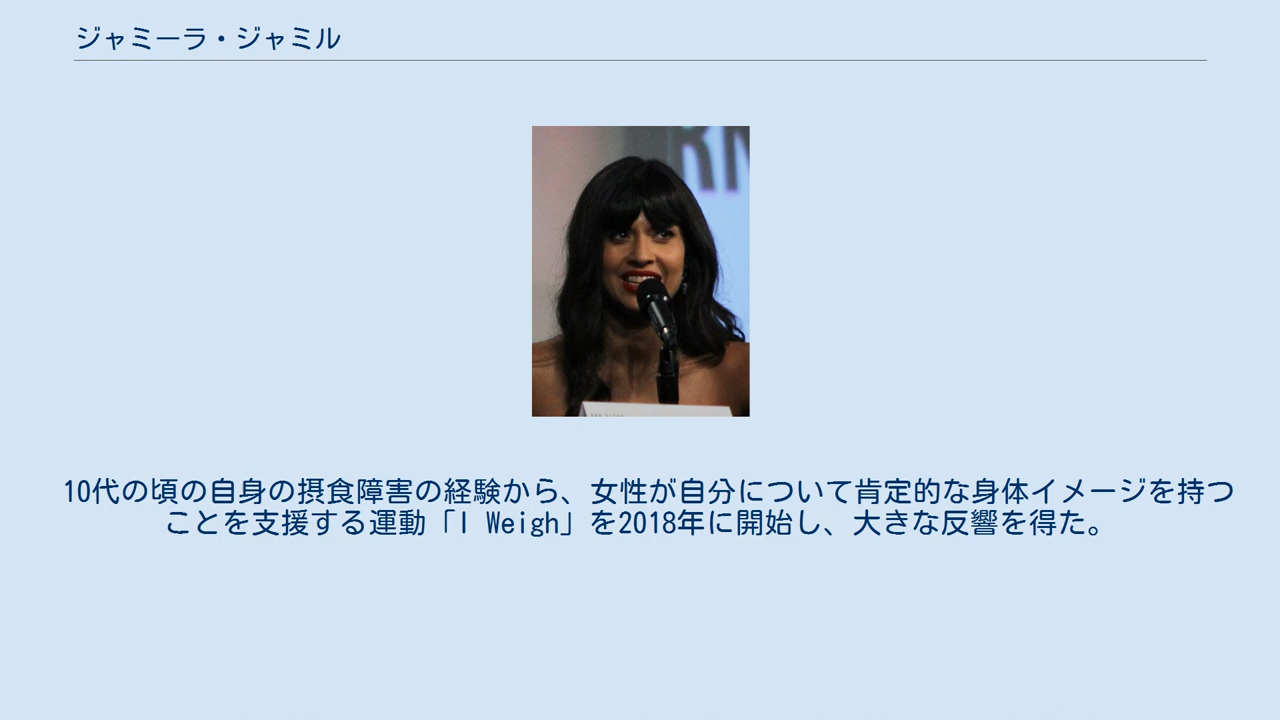 ジャミーラ・ジャミル
RN
10代の頃の自身の摂食障害の経験から、女性が自分について肯定的な身体イメージを持つ
ことを支援する運動「I Weigh」を2018年に開始し、大きな反響を得た。